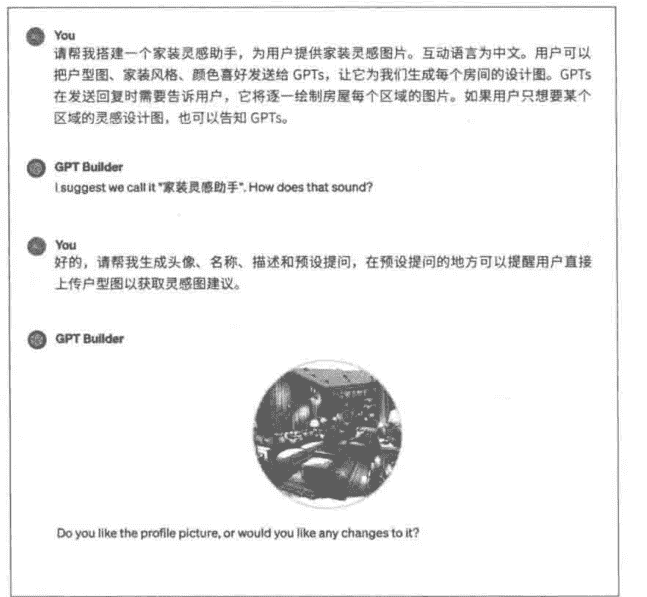 You
请帮我搭建一个家装灵感助手，为用户提供家装灵感图片。互动语言为中文。用户可以
把户型图、家装风格、颜色喜好发送给 GPTs，让它为我们生成每个房间的设计图。GPTs
在发送回复时需要告诉用户，它将逐一绘制房屋每个区域的图片。如果用户只想要某个
区域的灵感设计图，也可以告知 GPTs。
GPT Builder
I suggest we call it "家装灵感助手". How does that sound?
You
好的，请帮我生成头像、名称、描述和预设提问，在预设提问的地方可以提醒用户直接
上传户型图以获取灵感图建议。
GPT Builder
Do you like the profile picture, or would you like any changes to it?